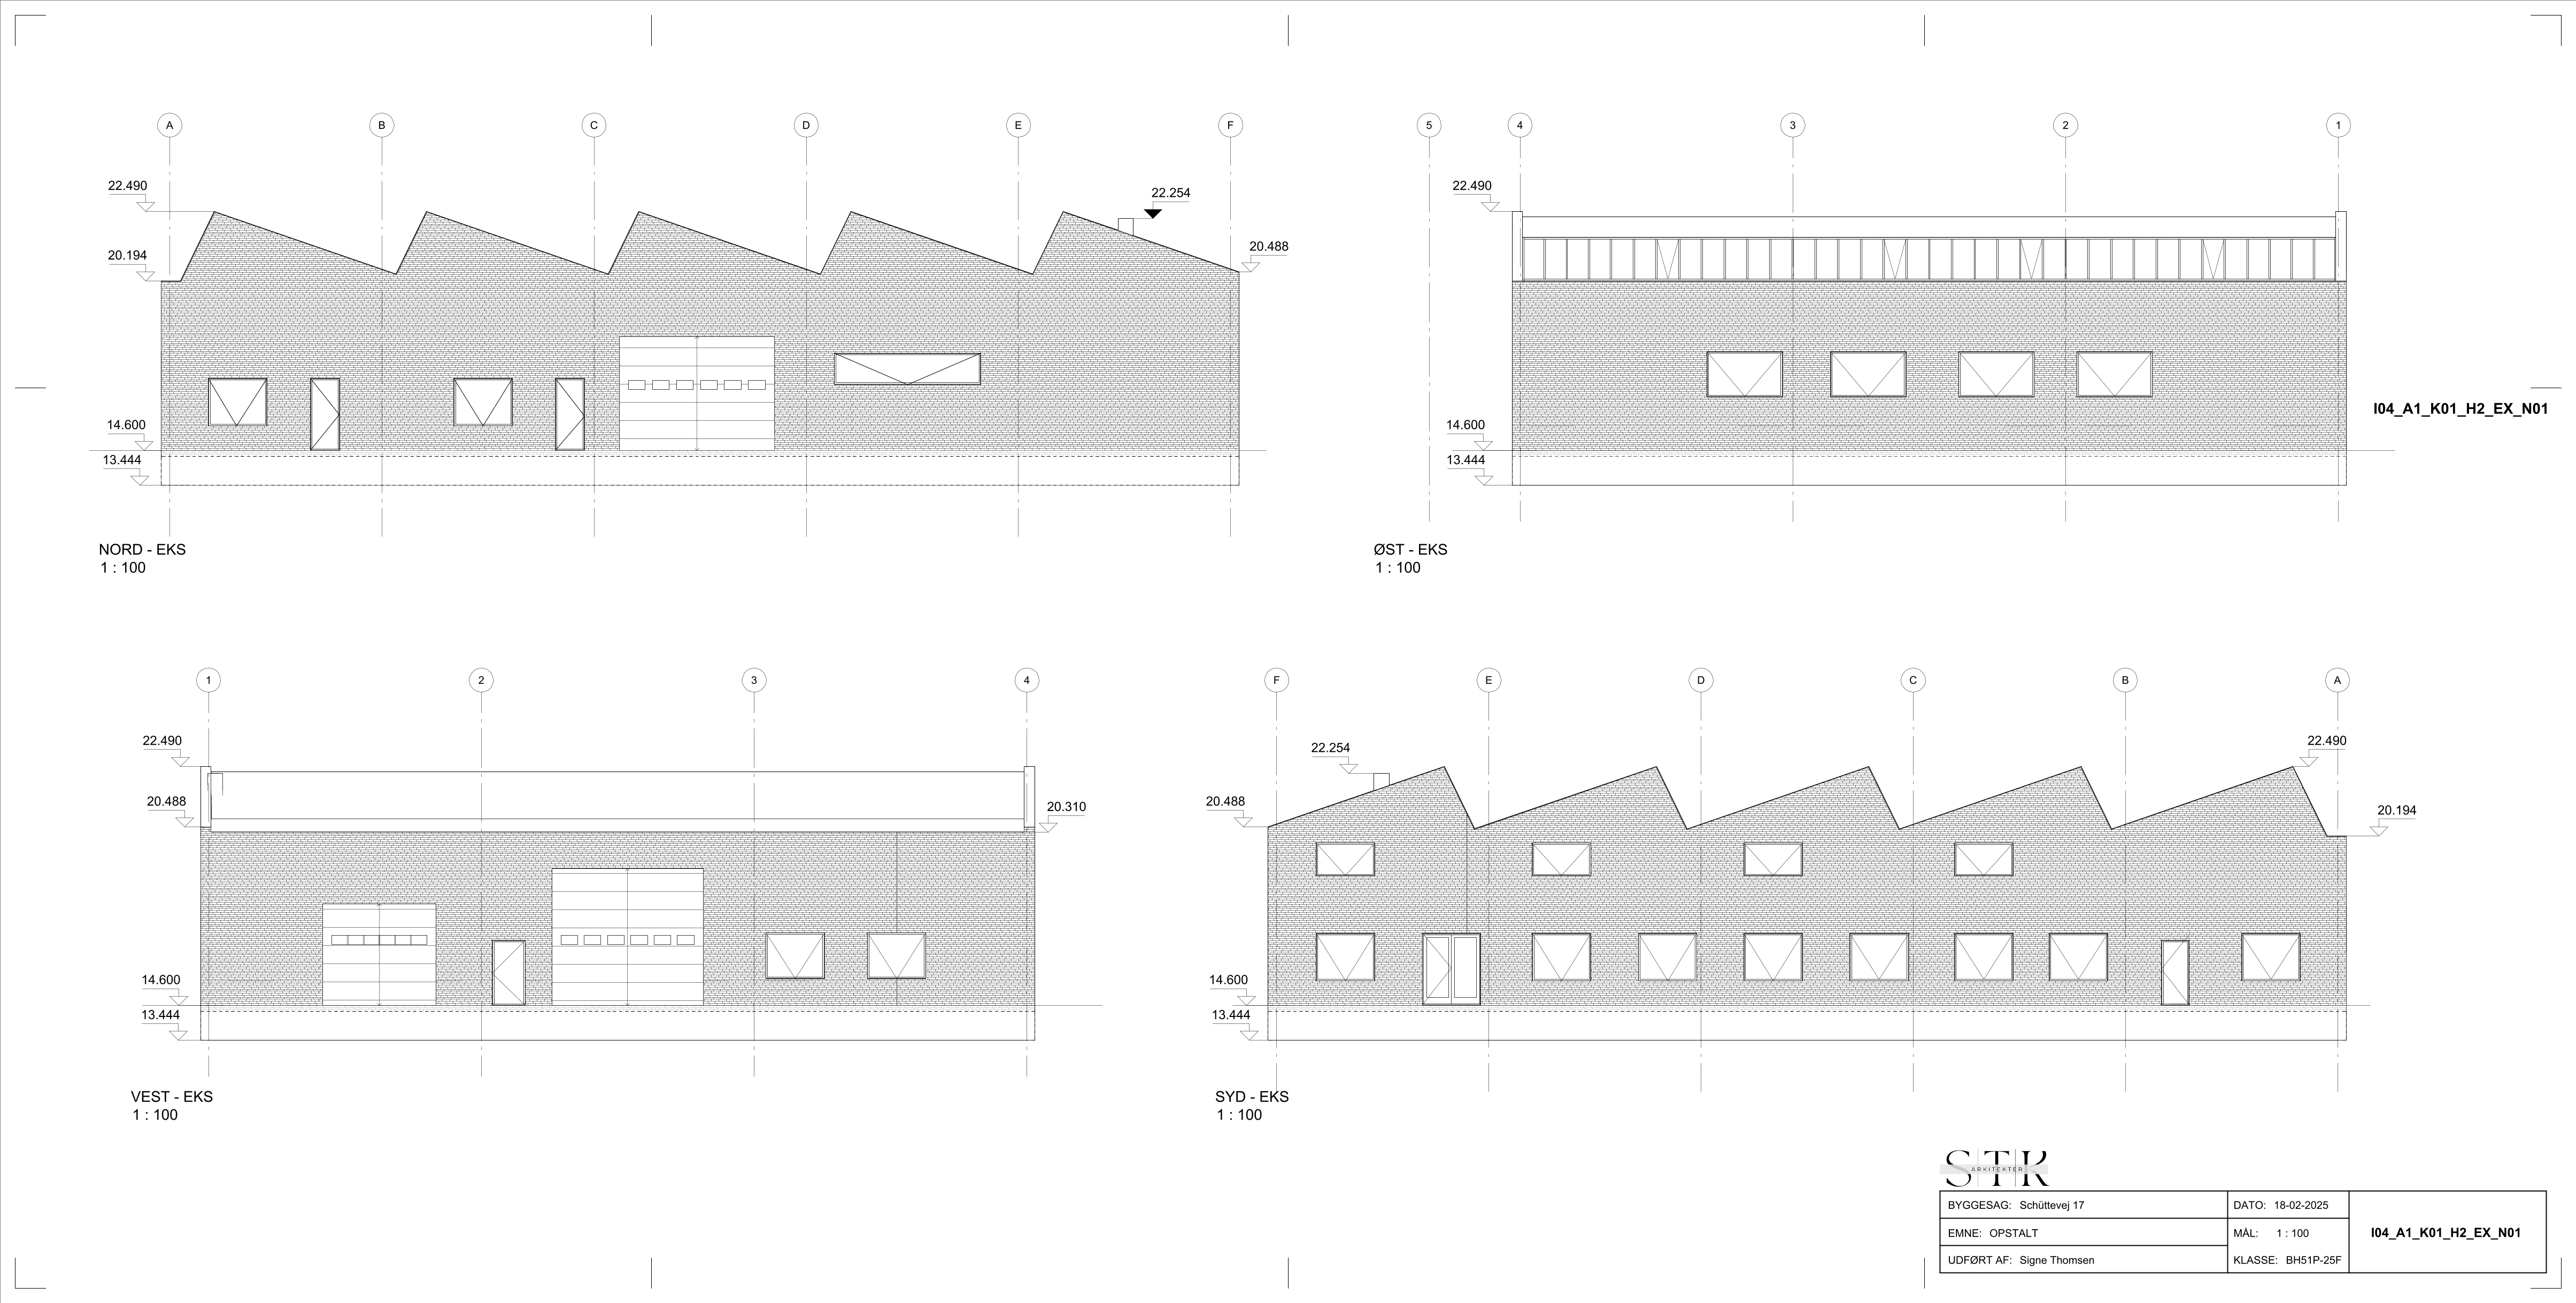 A B C D E F
22.490
22.254
20.488
20.194
14.600
13.444
NORD - EKS
1 : 100
5 4 3 2 1
22.490
14.600
13.444
ØST - EKS
1 : 100
I04_A1_K01_H2_EX_N01
1 2 3 4
22.490
20.488
20.310
14.600
13.444
VEST - EKS
1 : 100
F E D C B A
22.254
22.490
20.488
20.194
14.600
13.444
SYD - EKS
1 : 100
STK
ARKITEKTER
BYGGESAG: Schüttevej 17
DATO: 18-02-2025
EMNE: OPSTALT
MÅL: 1 : 100
UDFØRT AF: Signe Thomsen
KLASSE: BH51P-25F
I04_A1_K01_H2_EX_N01